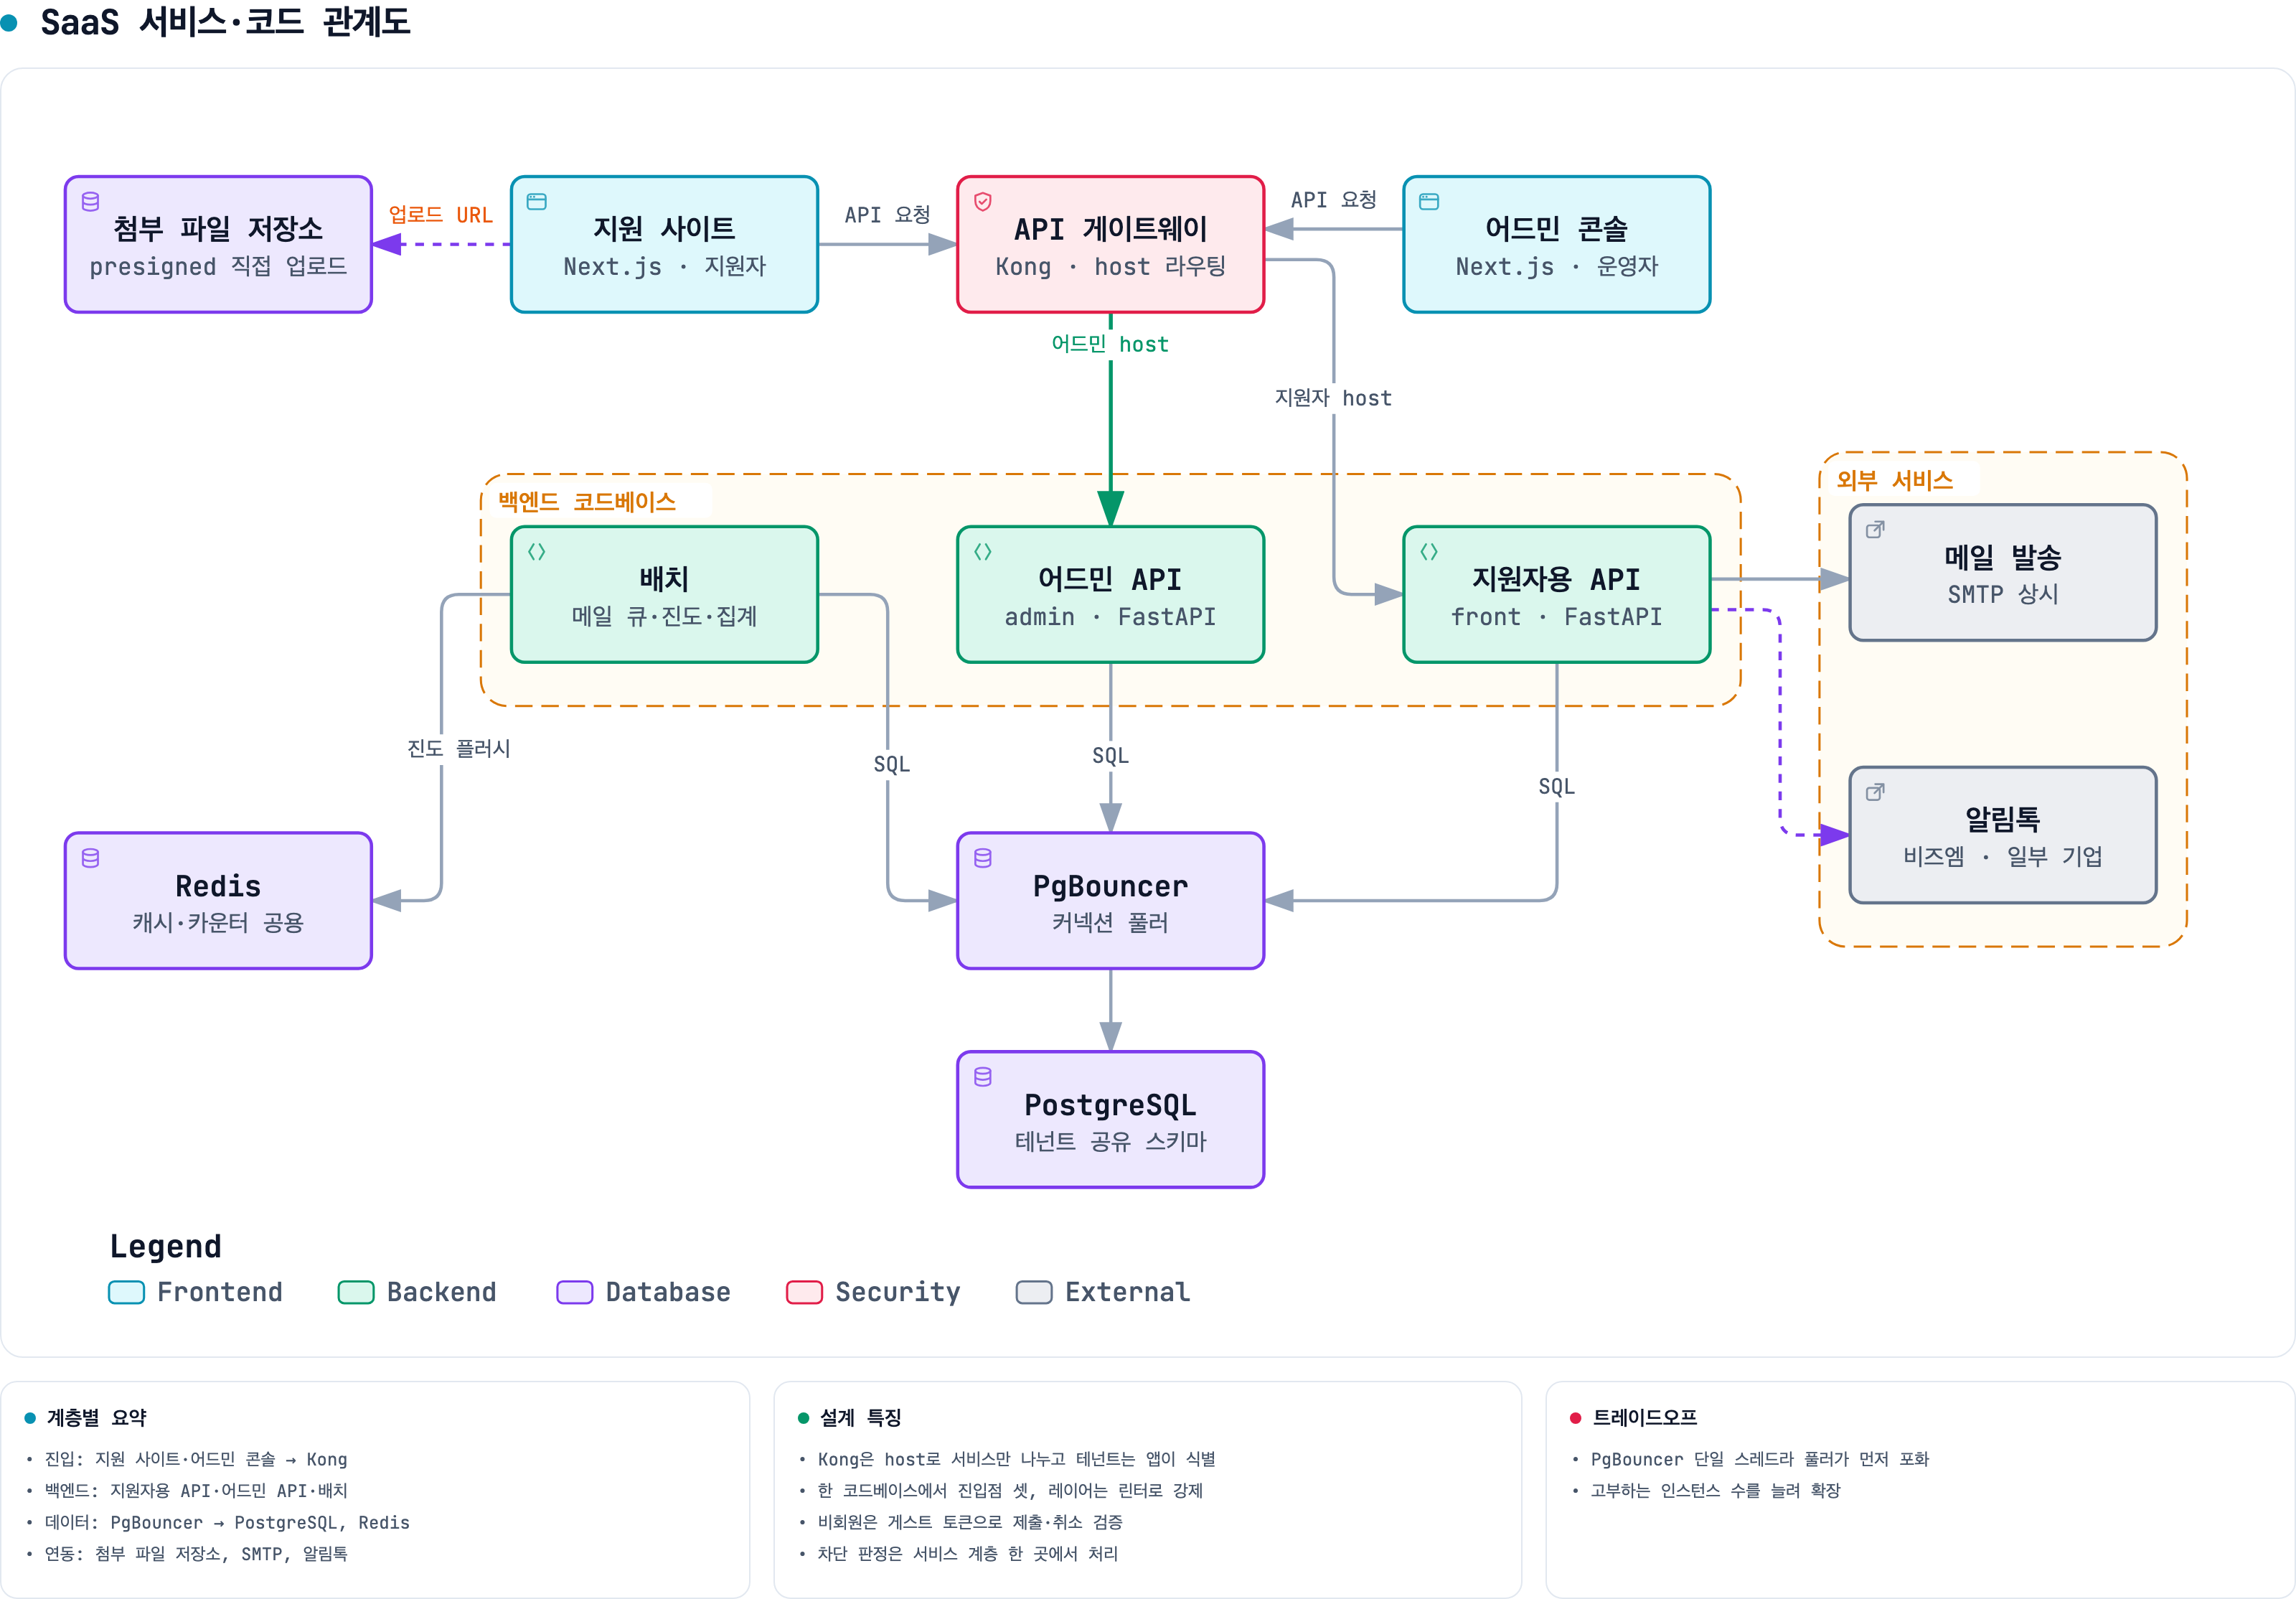 SaaS 서비스·코드 관계도
첨부 파일 저장소
presigned 직접 업로드
업로드 URL
지원 사이트
Next.js · 지원자
API 요청
API 게이트웨이
Kong · host 라우팅
API 요청
어드민 콘솔
Next.js · 운영자
어드민 host
지원자 host
백엔드 코드베이스
외부 서비스
배치
메일 큐·진도·집계
어드민 API
admin · FastAPI
지원자용 API
front · FastAPI
메일 발송
SMTP 상시
진도 플러시
SQL
SQL
SQL
알림톡
비즈엠 · 일부 기업
Redis
캐시·카운터 공용
PgBouncer
커넥션 풀러
PostgreSQL
테넌트 공유 스키마
Legend
Frontend
Backend
Database
Security
External
계층별 요약
• 진입: 지원 사이트·어드민 콘솔 → Kong
• 백엔드: 지원자용 API·어드민 API·배치
• 데이터: PgBouncer → PostgreSQL, Redis
• 연동: 첨부 파일 저장소, SMTP, 알림톡
설계 특징
• Kong은 host로 서비스만 나누고 테넌트는 앱이 식별
• 한 코드베이스에서 진입점 셋, 레이어는 린터로 강제
• 비회원은 게스트 토큰으로 제출·취소 검증
• 차단 판정은 서비스 계층 한 곳에서 처리
트레이드오프
• PgBouncer 단일 스레드라 풀러가 먼저 포화
• 고부하는 인스턴스 수를 늘려 확장